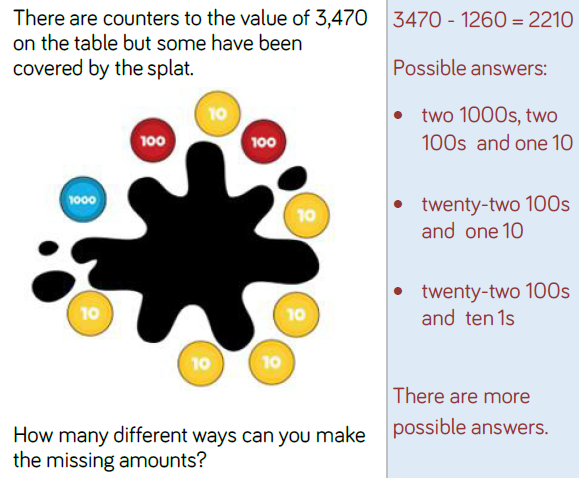 There are counters to the value of 3,470
on the table but some have been
covered by the splat.
10
100
100
1000
10
10
10
10
10
How many different ways can you make
the missing amounts?
3470 - 1260 = 2210
Possible answers:
• two 1000s, two
100s and one 10
• twenty-two 100s
and one 10
• twenty-two 100s
and ten 1s
There are more
possible answers.